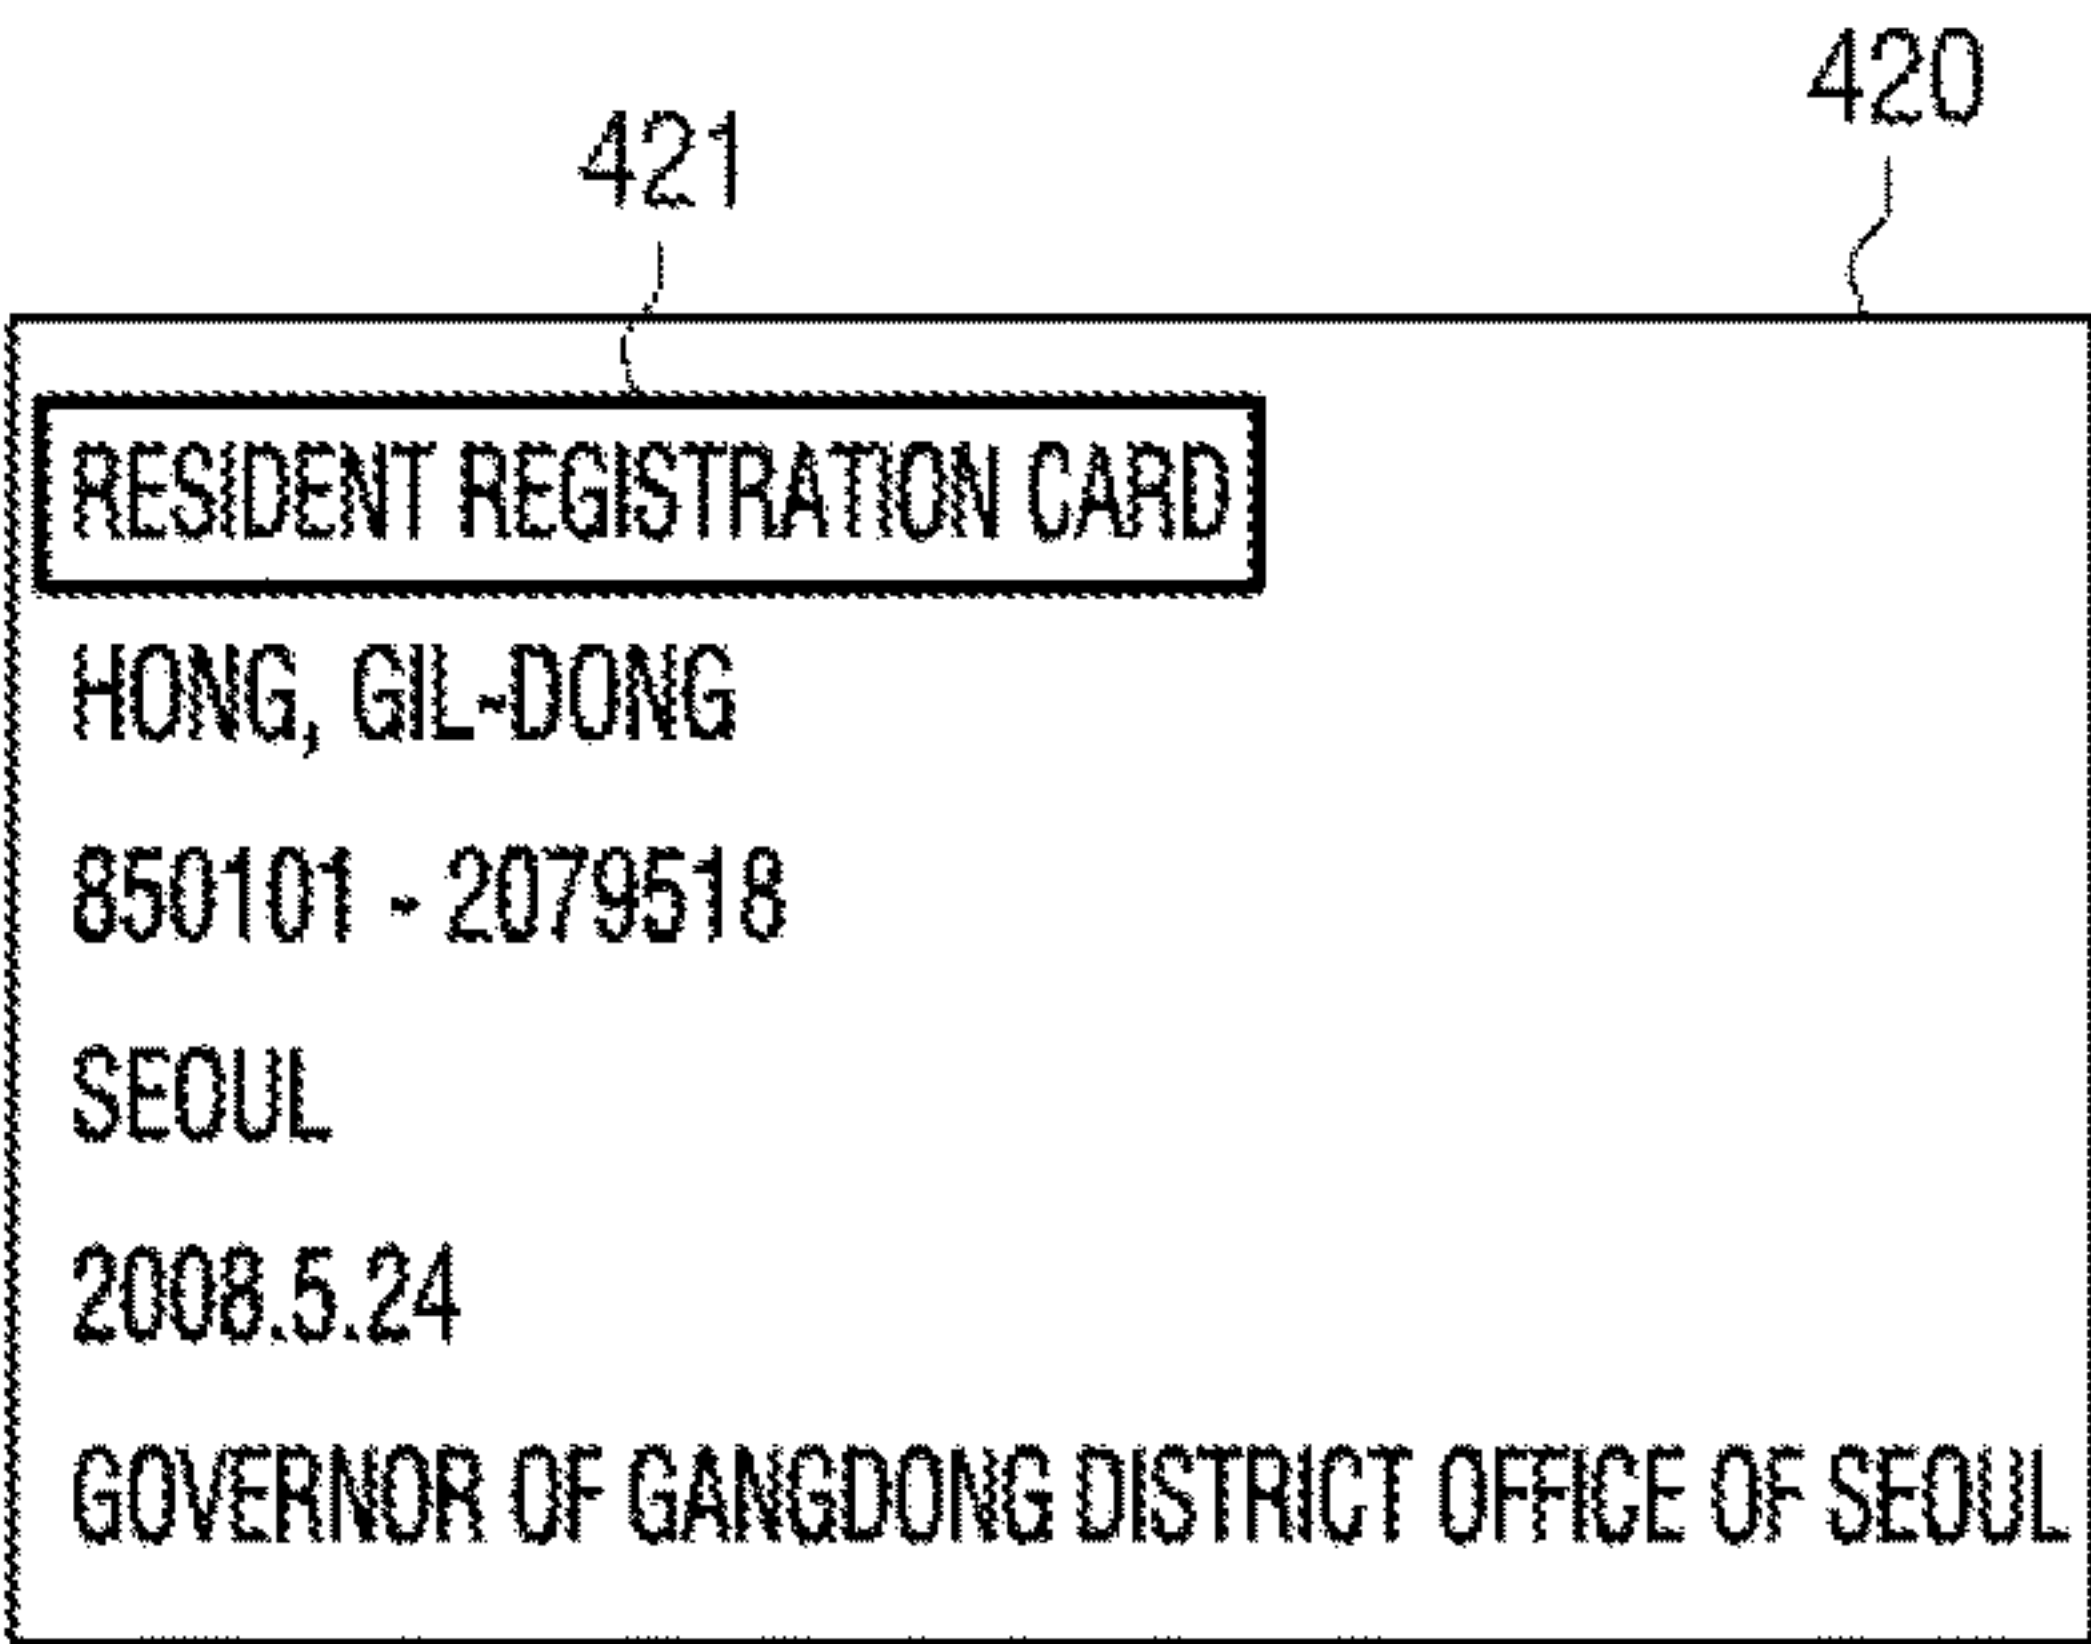 420
421
RESIDENT REGISTRATION CARD
HONG, GIL-DONG
850101 - 2079518
SEOUL
2008.5.24
GOVERNOR OF GANGDONG DISTRICT OFFICE OF SEOUL